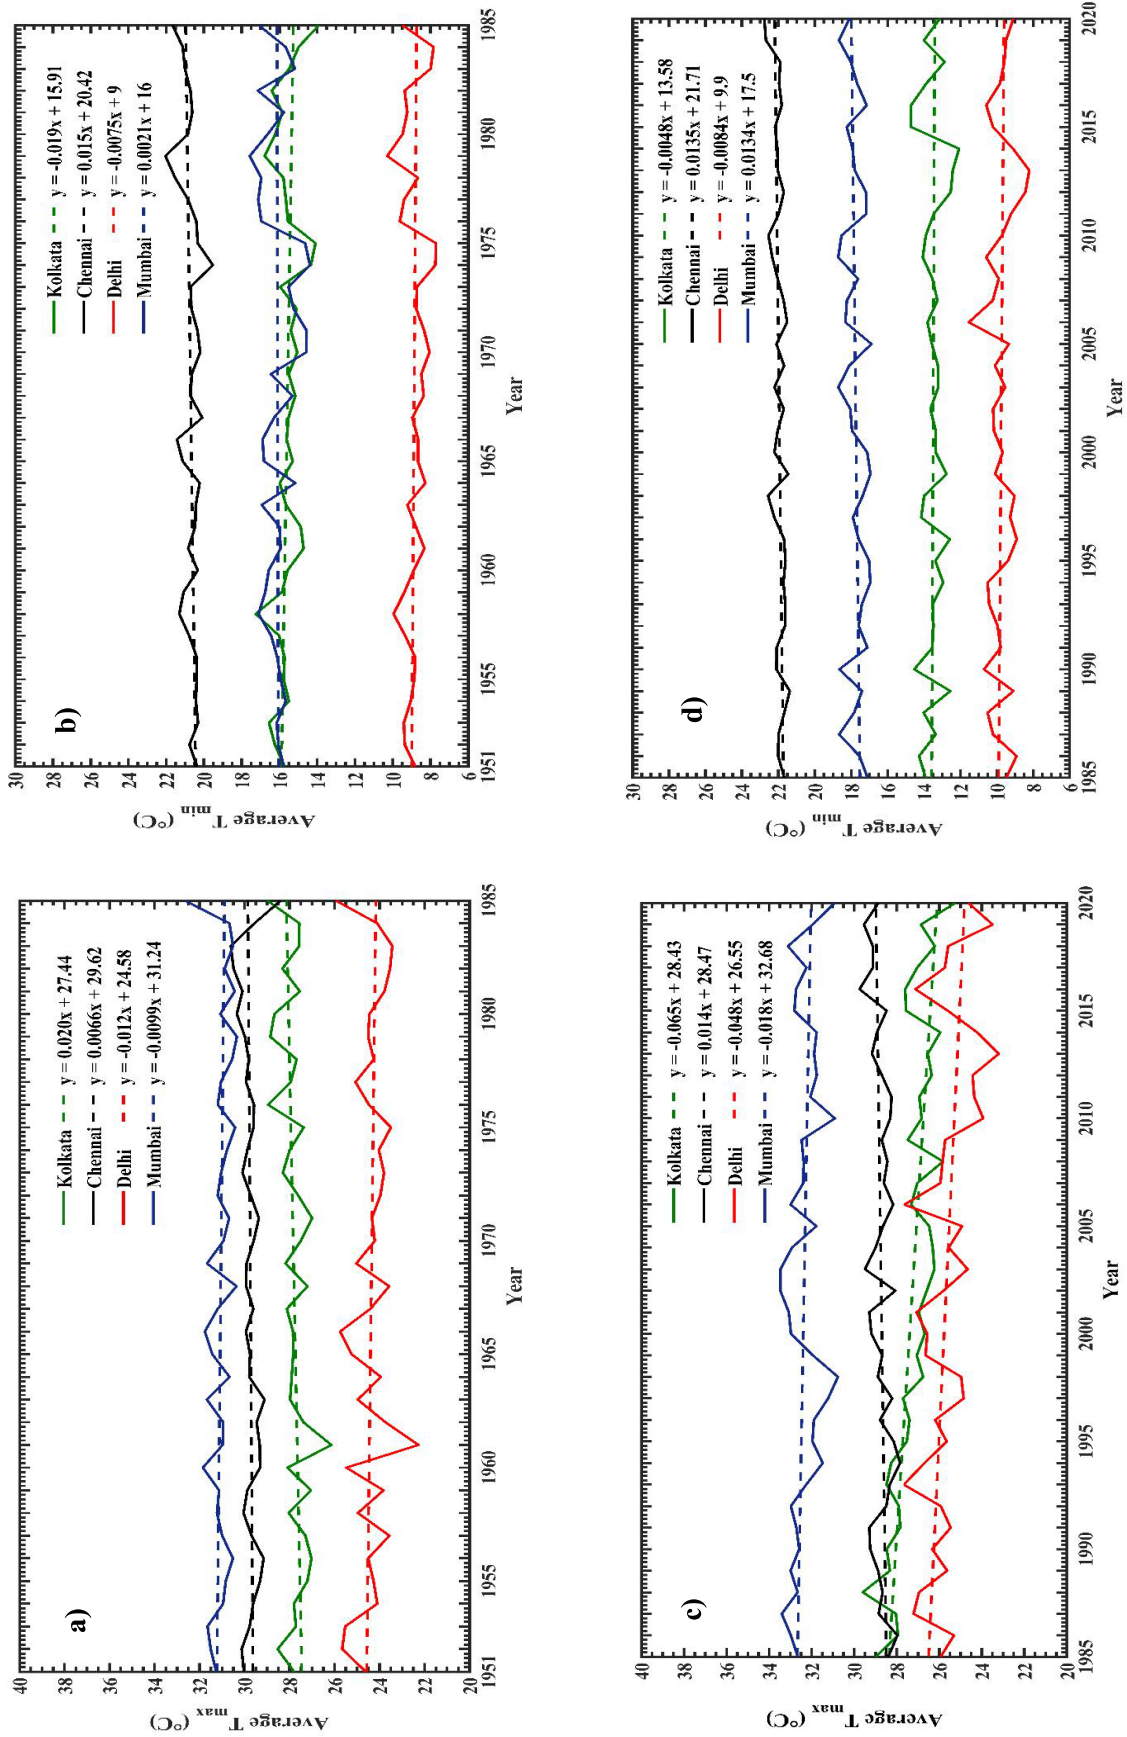 a)
Kolkata y = 0.020x + 27.44
Chennai y = 0.0066x + 29.62
Delhi y = -0.012x + 24.58
Mumbai y = -0.0099x + 31.24
40
38
36
34
32
30
28
26
24
22
20
Average Tmax (°C)
1951 1955 1960 1965 1970 1975 1980 1985
Year
b)
Kolkata y = -0.019x + 15.91
Chennai y = 0.015x + 20.42
Delhi y = -0.0075x + 9
Mumbai y = 0.0021x + 16
30
28
26
24
22
20
18
16
14
12
10
8
6
Average Tmin (°C)
1951 1955 1960 1965 1970 1975 1980 1985
Year
c)
Kolkata y = -0.065x + 28.43
Chennai y = 0.014x + 28.47
Delhi y = -0.048x + 26.55
Mumbai y = -0.018x + 32.68
40
38
36
34
32
20
28
26
24
22
20
Average Tmax (°C)
1985 1990 1995 2000 2005 2010 2015 2020
Year
d)
Kolkata y = -0.0048x + 13.58
Chennai y = 0.0135x + 21.71
Delhi y = -0.0084x + 9.9
Mumbai y = 0.0134x + 17.5
30
28
26
24
22
20
18
16
14
12
10
8
6
Average Tmin (°C)
1985 1990 1995 2000 2005 2010 2015 2020
Year